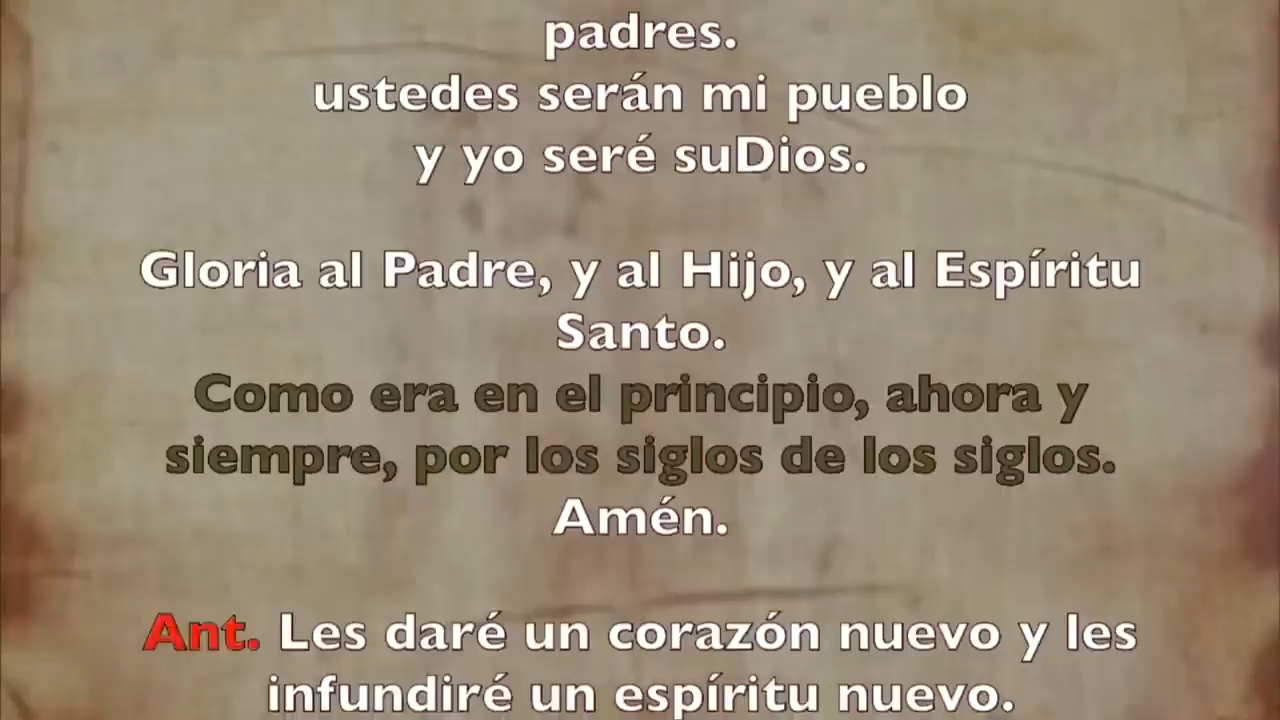 padres.
ustedes serán mi pueblo
y yo seré suDios.
Gloria al Padre, y al Hijo, y al Espíritu
Santo.
Como era en el principio, ahora y
siempre, por los siglos de los siglos.
Amén.
Ant. Les daré un corazón nuevo y les
infundiré un espíritu nuevo.